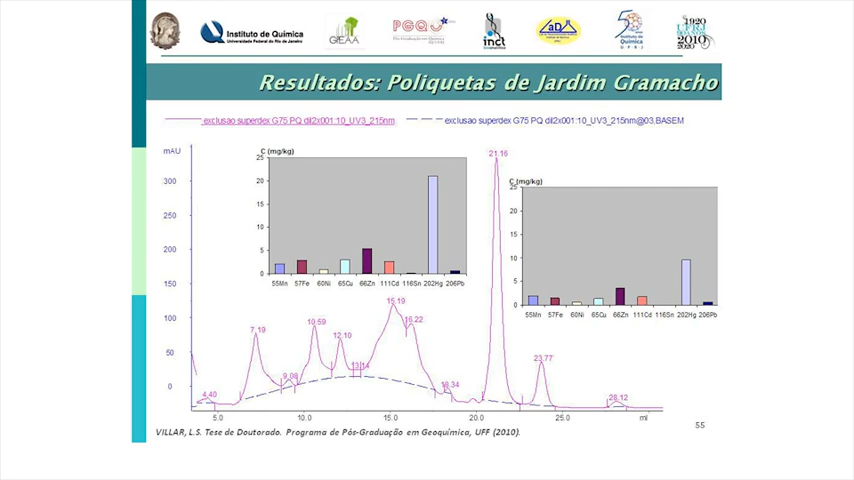 Instituto de Química
Universidade Federal do Rio de Janeiro
GIEAA
PGQu
inct
aD
50
Instituto de
Química
UFRJ
1920
UFRJ
90 ANOS
2010
2020
Resultados: Poliquetas de Jardim Gramacho
exclusao superdex G75 PQ dil2x001:10_UV3_215nm
exclusao superdex G75 PQ dil2x001:10_UV3_215nm@03,BASEM
mAU
300
250
200
150
100
50
0
C (mg/kg)
25
20
15
10
5
0
55Mn 57Fe 60Ni 65Cu 66Zn 111Cd 116Sn 202Hg 206Pb
C (mg/kg)
25
20
15
10
5
0
55Mn 57Fe 60Ni 65Cu 66Zn 111Cd 116Sn 202Hg 206Pb
4.40 7.19 9.08 10.59 12.10 13.14 15.19 16.22 18.34 21.16 23.77 28.12
5.0 10.0 15.0 20.0 25.0 ml
VILLAR, L.S. Tese de Doutorado. Programa de Pós-Graduação em Geoquímica, UFF (2010).
55